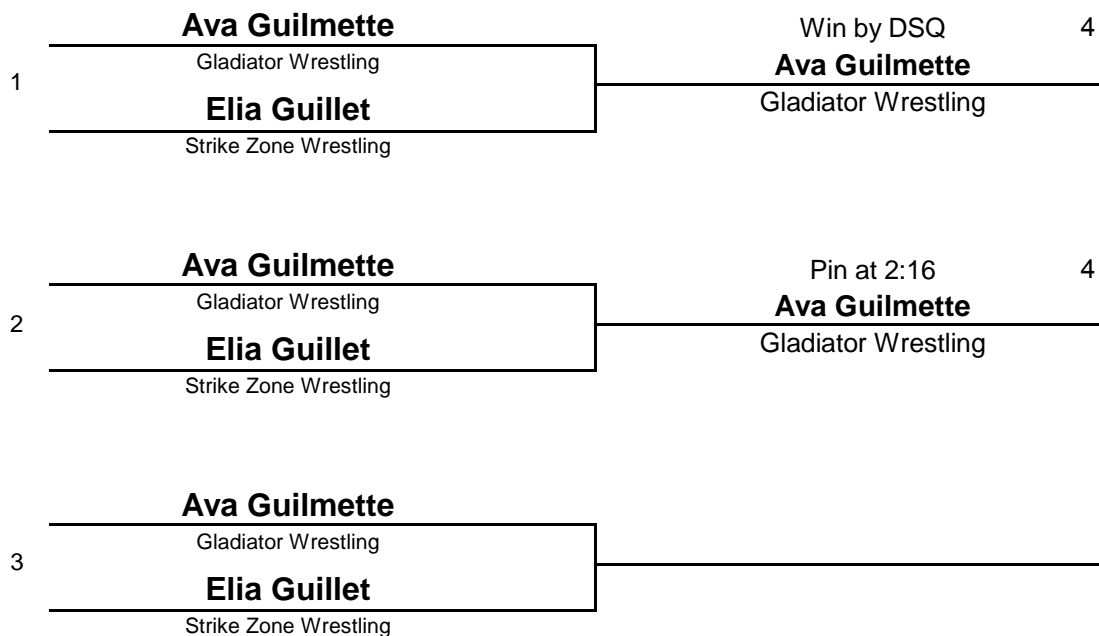 Ava Guilmette
Gladiator Wrestling
1
Elia Guillet
Strike Zone Wrestling
Win by DSQ 4
Ava Guilmette
Gladiator Wrestling
Ava Guilmette
Gladiator Wrestling
2
Elia Guillet
Strike Zone Wrestling
Pin at 2:16 4
Ava Guilmette
Gladiator Wrestling
Ava Guilmette
Gladiator Wrestling
3
Elia Guillet
Strike Zone Wrestling